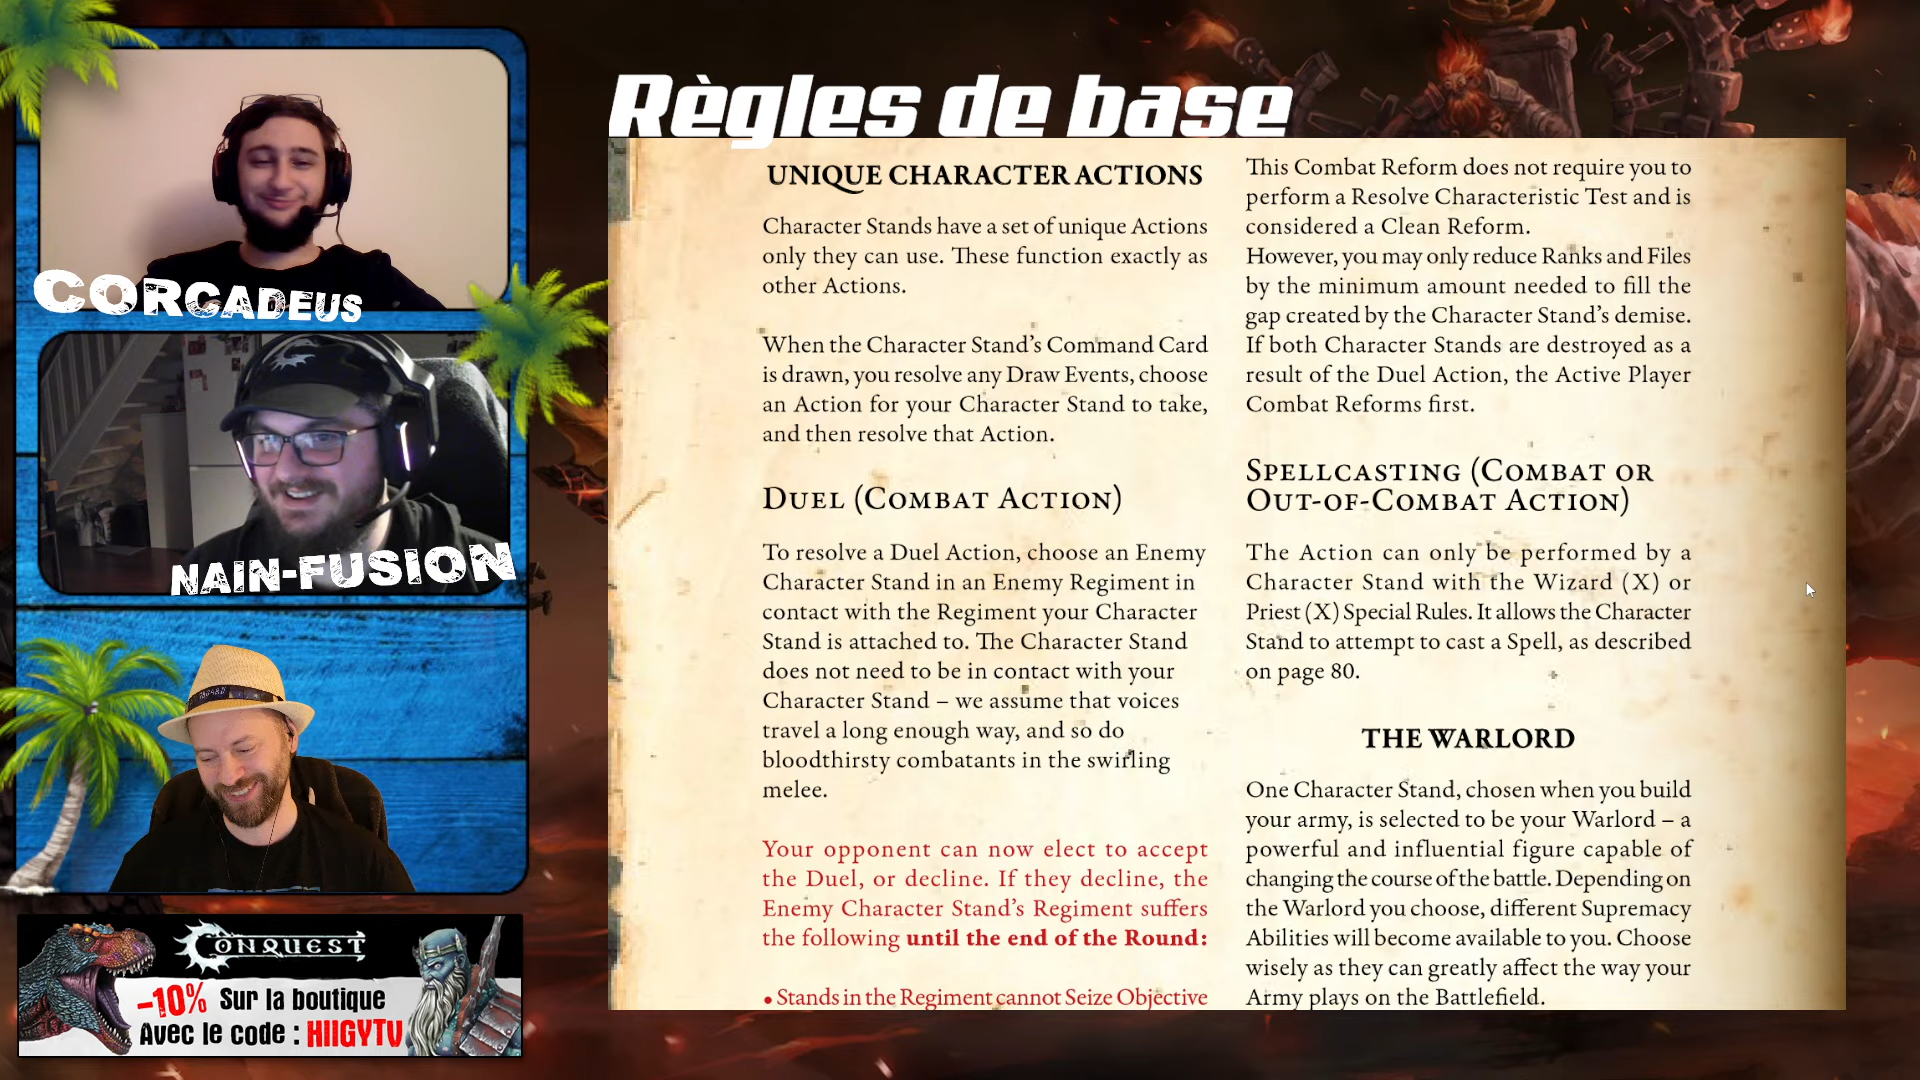 Règles de base
CORCADEUS
NAIN-FUSION
CONQUEST
-10% Sur la boutique
Avec le code : HIIGYTV
UNIQUE CHARACTER ACTIONS
Character Stands have a set of unique Actions
only they can use. These function exactly as
other Actions.
When the Character Stand's Command Card
is drawn, you resolve any Draw Events, choose
an Action for your Character Stand to take,
and then resolve that Action.
DUEL (COMBAT ACTION)
To resolve a Duel Action, choose an Enemy
Character Stand in an Enemy Regiment in
contact with the Regiment your Character
Stand is attached to. The Character Stand
does not need to be in contact with your
Character Stand – we assume that voices
travel a long enough way, and so do
bloodthirsty combatants in the swirling
melee.
Your opponent can now elect to accept
the Duel, or decline. If they decline, the
Enemy Character Stand's Regiment suffers
the following until the end of the Round:
• Stands in the Regiment cannot Seize Objective
This Combat Reform does not require you to
perform a Resolve Characteristic Test and is
considered a Clean Reform.
However, you may only reduce Ranks and Files
by the minimum amount needed to fill the
gap created by the Character Stand's demise.
If both Character Stands are destroyed as a
result of the Duel Action, the Active Player
Combat Reforms first.
SPELLCASTING (COMBAT OR
OUT-OF-COMBAT ACTION)
The Action can only be performed by a
Character Stand with the Wizard (X) or
Priest (X) Special Rules. It allows the Character
Stand to attempt to cast a Spell, as described
on page 80.
THE WARLORD
One Character Stand, chosen when you build
your army, is selected to be your Warlord – a
powerful and influential figure capable of
changing the course of the battle. Depending on
the Warlord you choose, different Supremacy
Abilities will become available to you. Choose
wisely as they can greatly affect the way your
Army plays on the Battlefield.